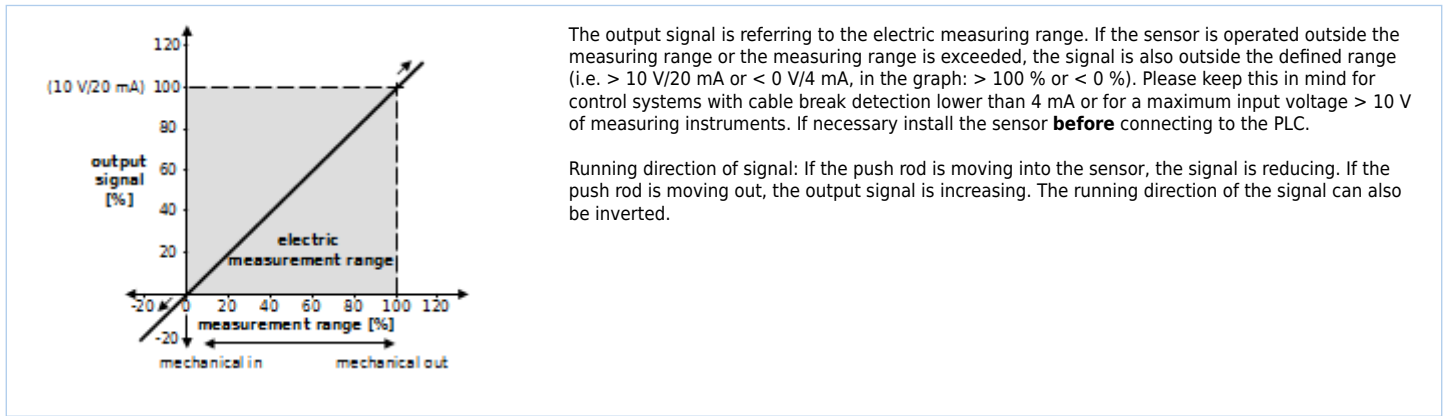 120
(10 V/20 mA) 100
80
output
signal
[%]
60
40
20
electric
measurement range
-20 0 20 40 60 80 100 120
measurement range [%]
-20
mechanical in
mechanical out
The output signal is referring to the electric measuring range. If the sensor is operated outside the
measuring range or the measuring range is exceeded, the signal is also outside the defined range
(i.e. > 10 V/20 mA or < 0 V/4 mA, in the graph: > 100 % or < 0 %). Please keep this in mind for
control systems with cable break detection lower than 4 mA or for a maximum input voltage > 10 V
of measuring instruments. If necessary install the sensor before connecting to the PLC.
Running direction of signal: If the push rod is moving into the sensor, the signal is reducing. If the
push rod is moving out, the output signal is increasing. The running direction of the signal can also
be inverted.